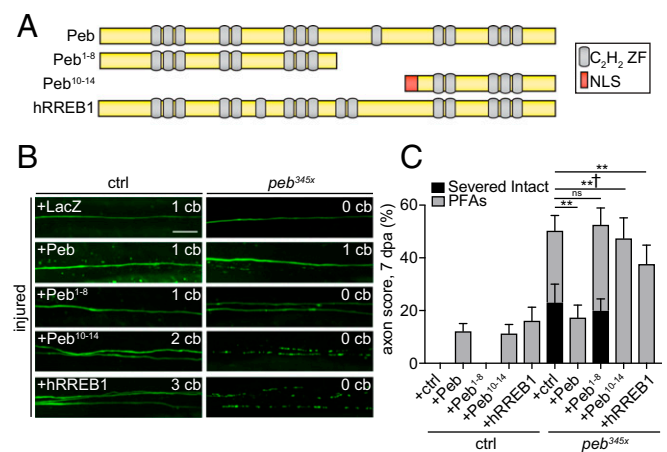 A
Peb
Peb1-8
Peb10-14
hRREB1
C2H2 ZF
NLS
B
ctrl
peb345x
injured
+LacZ 1 cb 0 cb
+Peb 1 cb 1 cb
+Peb1-8 1 cb 0 cb
+Peb10-14 2 cb 0 cb
+hRREB1 3 cb 0 cb
C
Severed Intact
PFAs
**
†
**
ns
**
axon score, 7 dpa (%)
60
40
20
0
+ctrl +Peb +Peb1-8 +Peb10-14 +hRREB1 +ctrl +Peb +Peb1-8 +Peb10-14 +hRREB1
ctrl peb345x